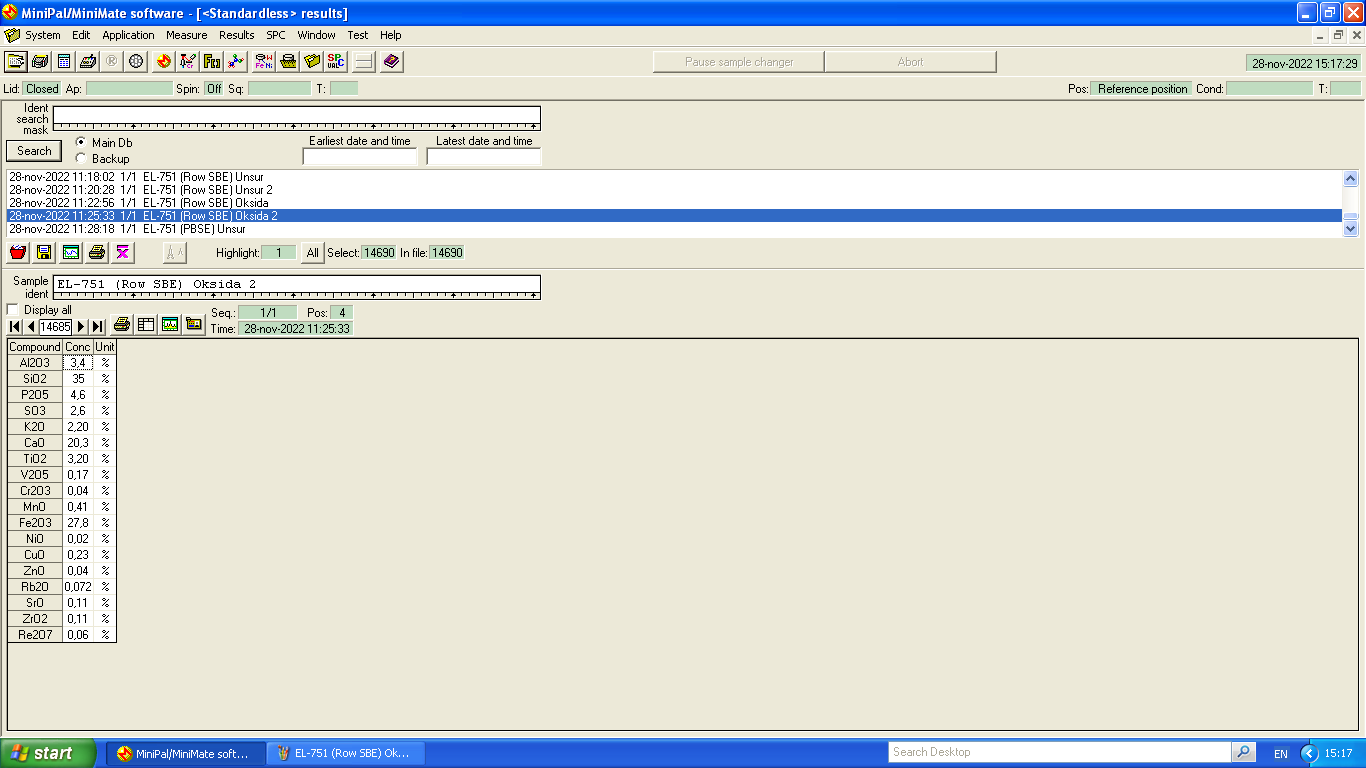 MiniPal/MiniMate software - [<Standardless> results]
System Edit Application Measure Results SPC Window Test Help
Pause sample changer Abort 28-nov-2022 15:17:29
Lid: Closed Ap: Spin: Off Sq: T: Pos: Reference position Cond: T:
Ident search mask
Search Main Db Backup Earliest date and time Latest date and time
28-nov-2022 11:18:02 1/1 EL-751 (Row SBE) Unsur
28-nov-2022 11:20:28 1/1 EL-751 (Row SBE) Unsur 2
28-nov-2022 11:22:56 1/1 EL-751 (Row SBE) Oksida
28-nov-2022 11:25:33 1/1 EL-751 (Row SBE) Oksida 2
28-nov-2022 11:28:18 1/1 EL-751 (PBSE) Unsur
Highlight: 1 All Select: 14690 In file: 14690
Sample ident EL-751 (Row SBE) Oksida 2
Display all Seq.: 1/1 Pos: 4
14685 Time: 28-nov-2022 11:25:33
Compound Conc Unit
Al2O3 3,4 %
SiO2 35 %
P2O5 4,6 %
SO3 2,6 %
K2O 2,20 %
CaO 20,3 %
TiO2 3,20 %
V2O5 0,17 %
Cr2O3 0,04 %
MnO 0,41 %
Fe2O3 27,8 %
NiO 0,02 %
CuO 0,23 %
ZnO 0,04 %
Rb2O 0,072 %
SrO 0,11 %
ZrO2 0,11 %
Re2O7 0,06 %
start MiniPal/MiniMate soft... EL-751 (Row SBE) Ok... Search Desktop EN 15:17